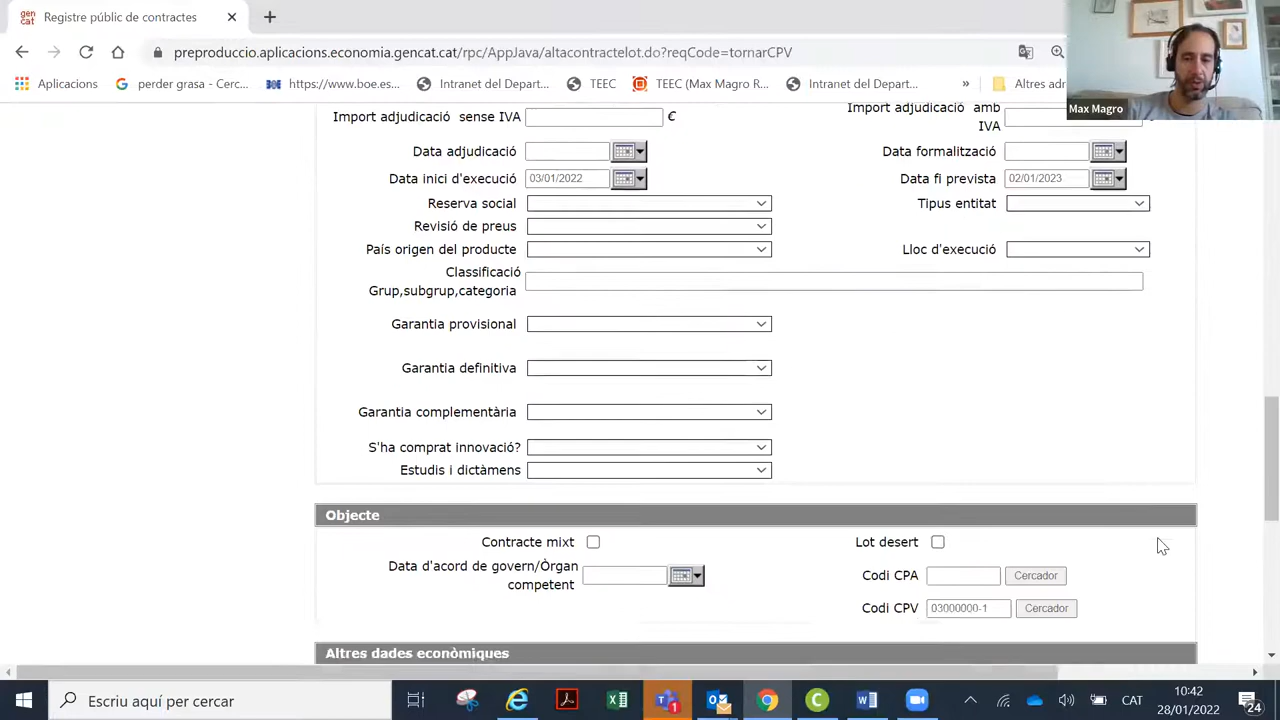 gen
cat
Registre públic de contractes
preproduccio.aplicacions.economia.gencat.cat/rpc/AppJava/altacontractelot.do?reqCode=tornarCPV
Aplicacions
perder grasa - Cerc...
https://www.boe.es...
Intranet del Depart...
TEEC
TEEC (Max Magro R...
Intranet del Depart...
»
Altres adr
Max Magro
Import adjudicació sense IVA
€
Import adjudicació amb
IVA
Data adjudicació
Data formalització
Data inici d'execució
03/01/2022
Data fi prevista
02/01/2023
Reserva social
Tipus entitat
Revisió de preus
País origen del producte
Lloc d'execució
Classificació
Grup,subgrup,categoria
Garantia provisional
Garantia definitiva
Garantia complementària
S'ha comprat innovació?
Estudis i dictàmens
Objecte
Contracte mixt
Lot desert
Data d'acord de govern/Òrgan
competent
Codi CPA
Cercador
Codi CPV
03000000-1
Cercador
Altres dades econòmiques
Escriu aquí per cercar
1
CAT
10:42
28/01/2022
24